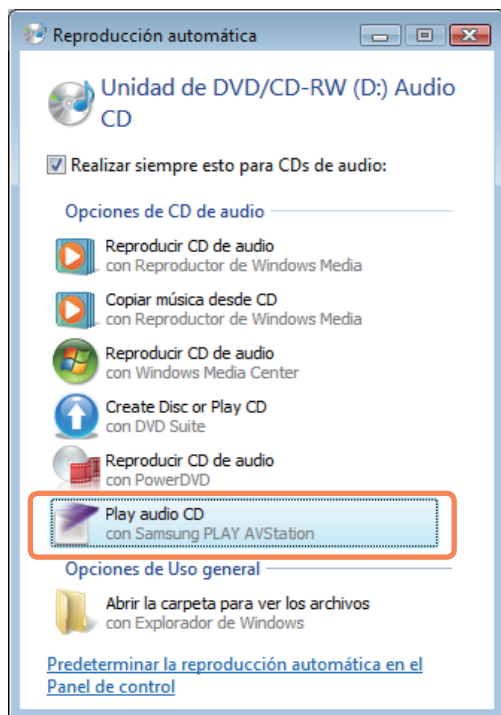 Reproducción automática
Unidad de DVD/CD-RW (D:) Audio
CD
Realizar siempre esto para CDs de audio:
Opciones de CD de audio
Reproducir CD de audio
con Reproductor de Windows Media
Copiar música desde CD
con Reproductor de Windows Media
Reproducir CD de audio
con Windows Media Center
Create Disc or Play CD
con DVD Suite
Reproducir CD de audio
con PowerDVD
Play audio CD
con Samsung PLAY AVStation
Opciones de Uso general
Abrir la carpeta para ver los archivos
con Explorador de Windows
Predeterminar la reproducción automática en el
Panel de control